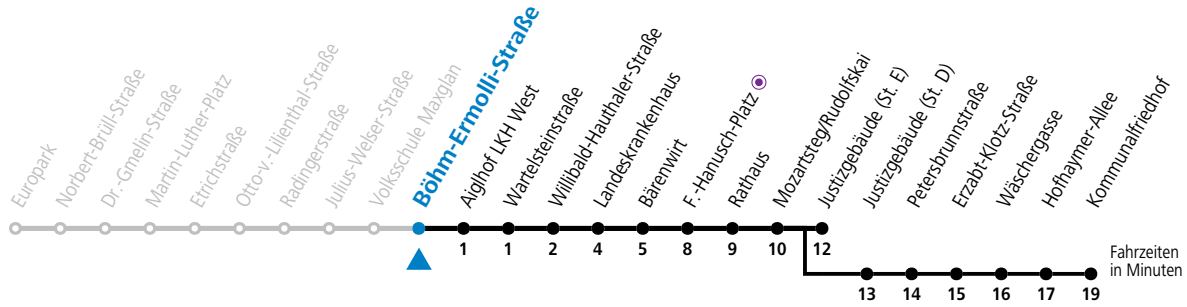 Europark
Norbert-Brüll-Straße
Dr.-Gmelin-Straße
Martin-Luther-Platz
Etrichstraße
Otto-v.-Lilienthal-Straße
Radingerstraße
Julius-Welser-Straße
Volksschule Maxglan
Böhm-Ermolli-Straße
Aiglhof LKH West
Wartelsteinstraße
Willibald-Hauthaler-Straße
Landeskrankenhaus
Bärenwirt
F.-Hanusch-Platz
Rathaus
Mozartsteg/Rudolfskai
Justizgebäude (St. E)
Justizgebäude (St. D)
Petersbrunnstraße
Erzabt-Klotz-Straße
Wäschergasse
Hofhaymer-Allee
Kommunalfriedhof
1 1 2 4 5 8 9 10 12
Fahrzeiten
in Minuten
13 14 15 16 17 19